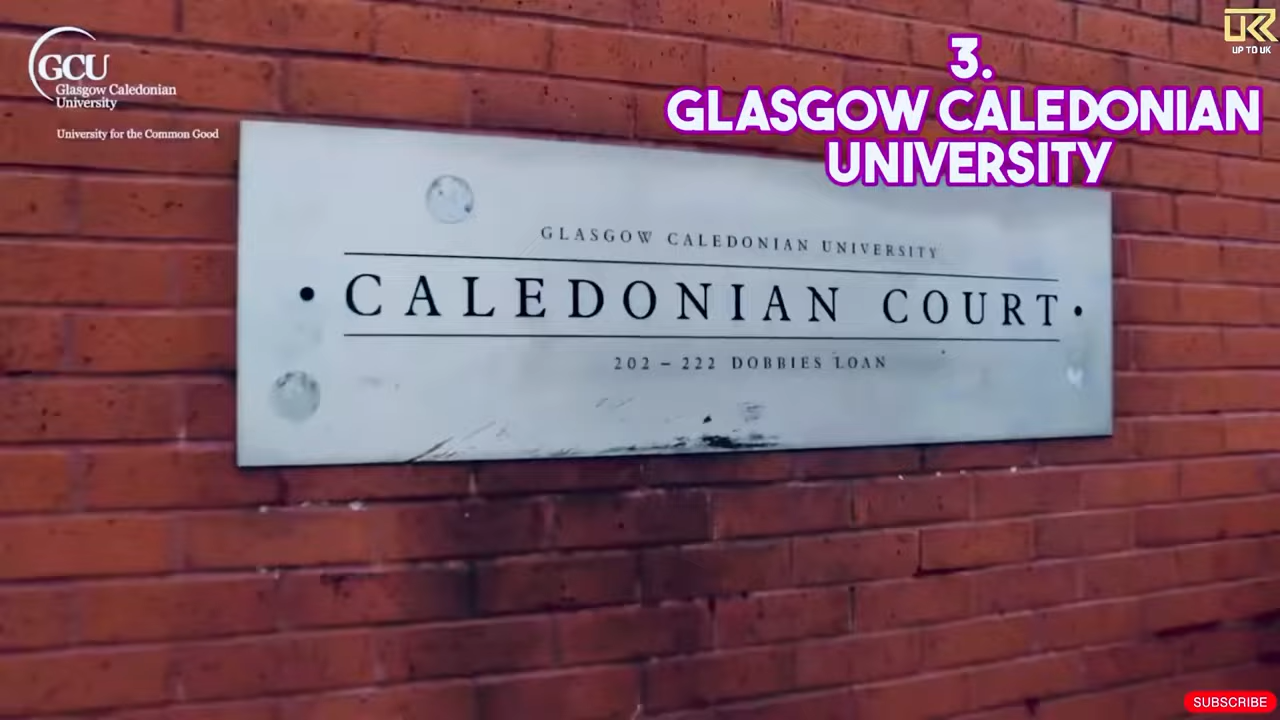 GCU
Glasgow Caledonian
University
University for the Common Good
UK
UP TO UK
3.
GLASGOW CALEDONIAN
UNIVERSITY
GLASGOW CALEDONIAN UNIVERSITY
• CALEDONIAN COURT •
202 – 222 DOBBIES LOAN
SUBSCRIBE